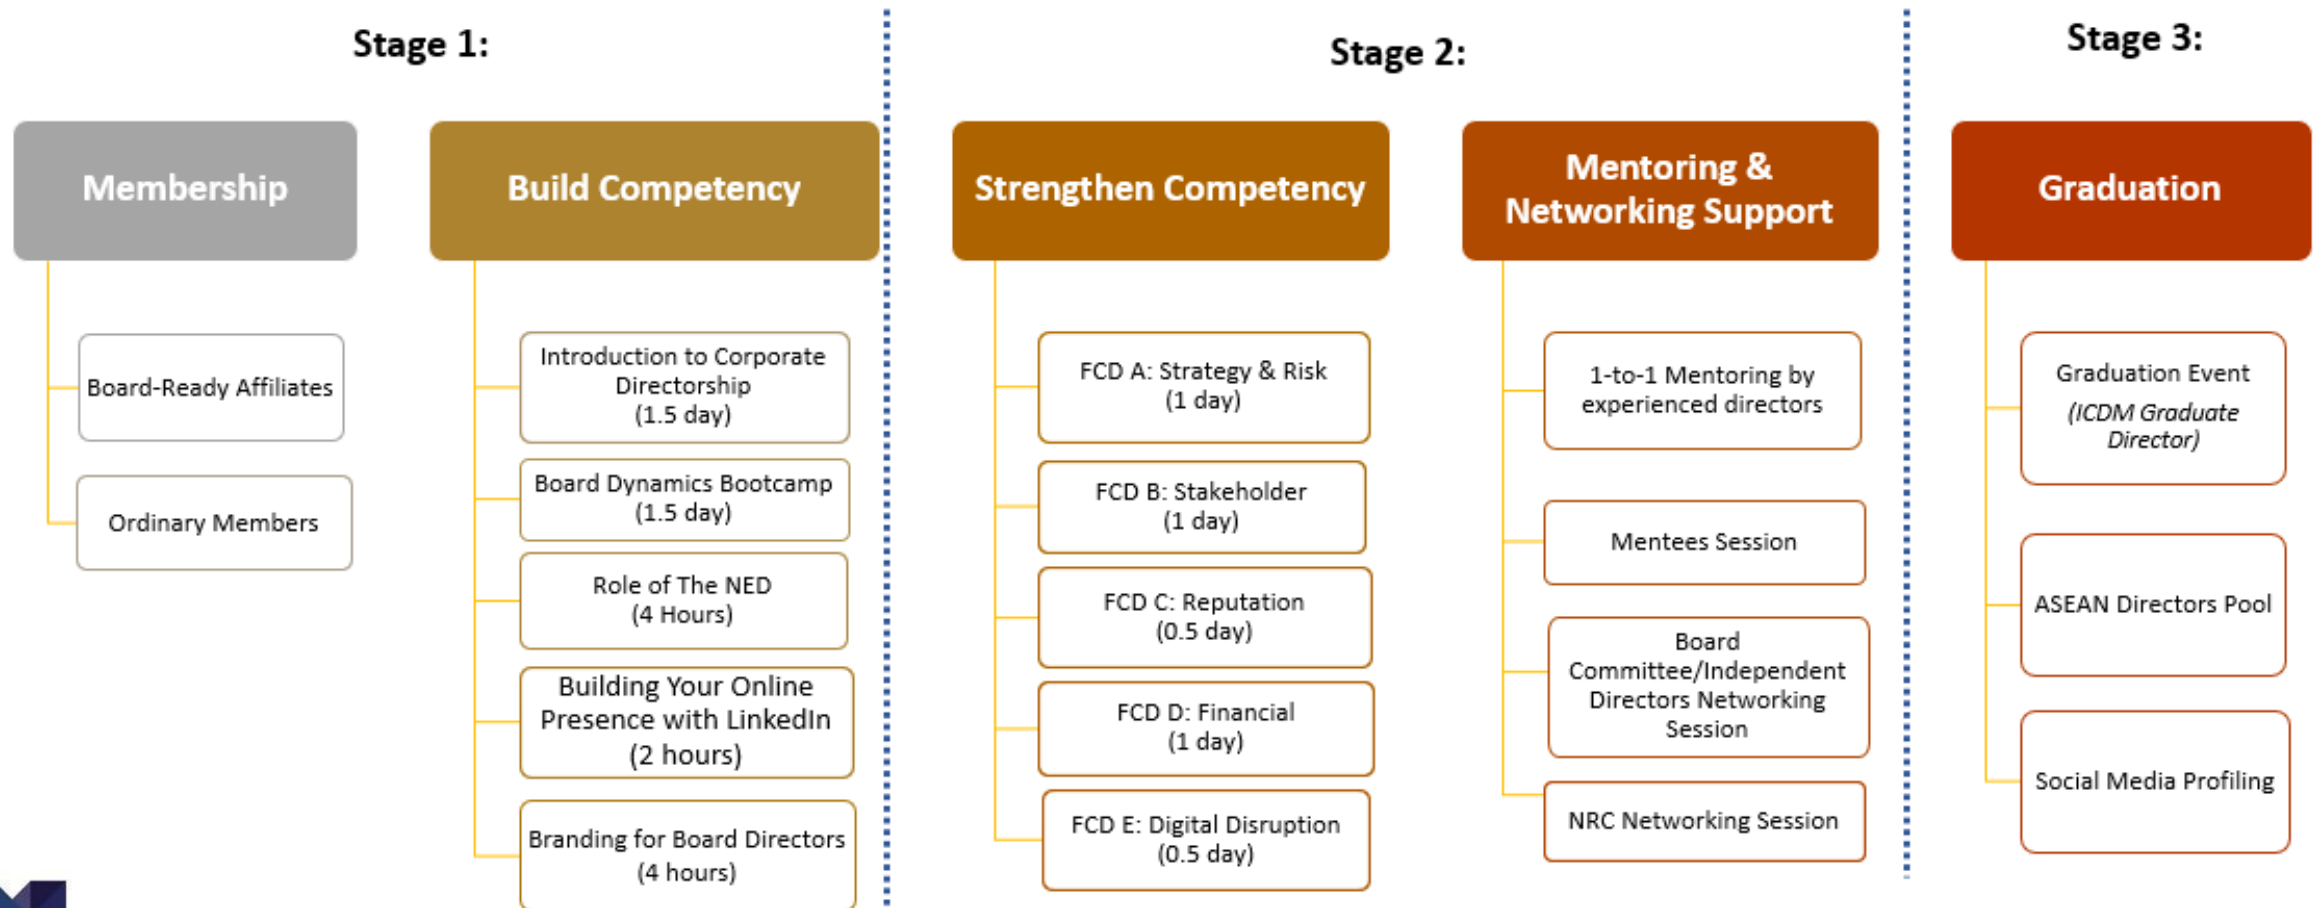 Stage 1:
Stage 2:
Stage 3:
Membership
Board-Ready Affiliates
Ordinary Members
Build Competency
Introduction to Corporate
Directorship
(1.5 day)
Board Dynamics Bootcamp
(1.5 day)
Role of The NED
(4 Hours)
Building Your Online
Presence with LinkedIn
(2 hours)
Branding for Board Directors
(4 hours)
Strengthen Competency
FCD A: Strategy & Risk
(1 day)
FCD B: Stakeholder
(1 day)
FCD C: Reputation
(0.5 day)
FCD D: Financial
(1 day)
FCD E: Digital Disruption
(0.5 day)
Mentoring &
Networking Support
1-to-1 Mentoring by
experienced directors
Mentees Session
Board
Committee/Independent
Directors Networking
Session
NRC Networking Session
Graduation
Graduation Event
(ICDM Graduate
Director)
ASEAN Directors Pool
Social Media Profiling